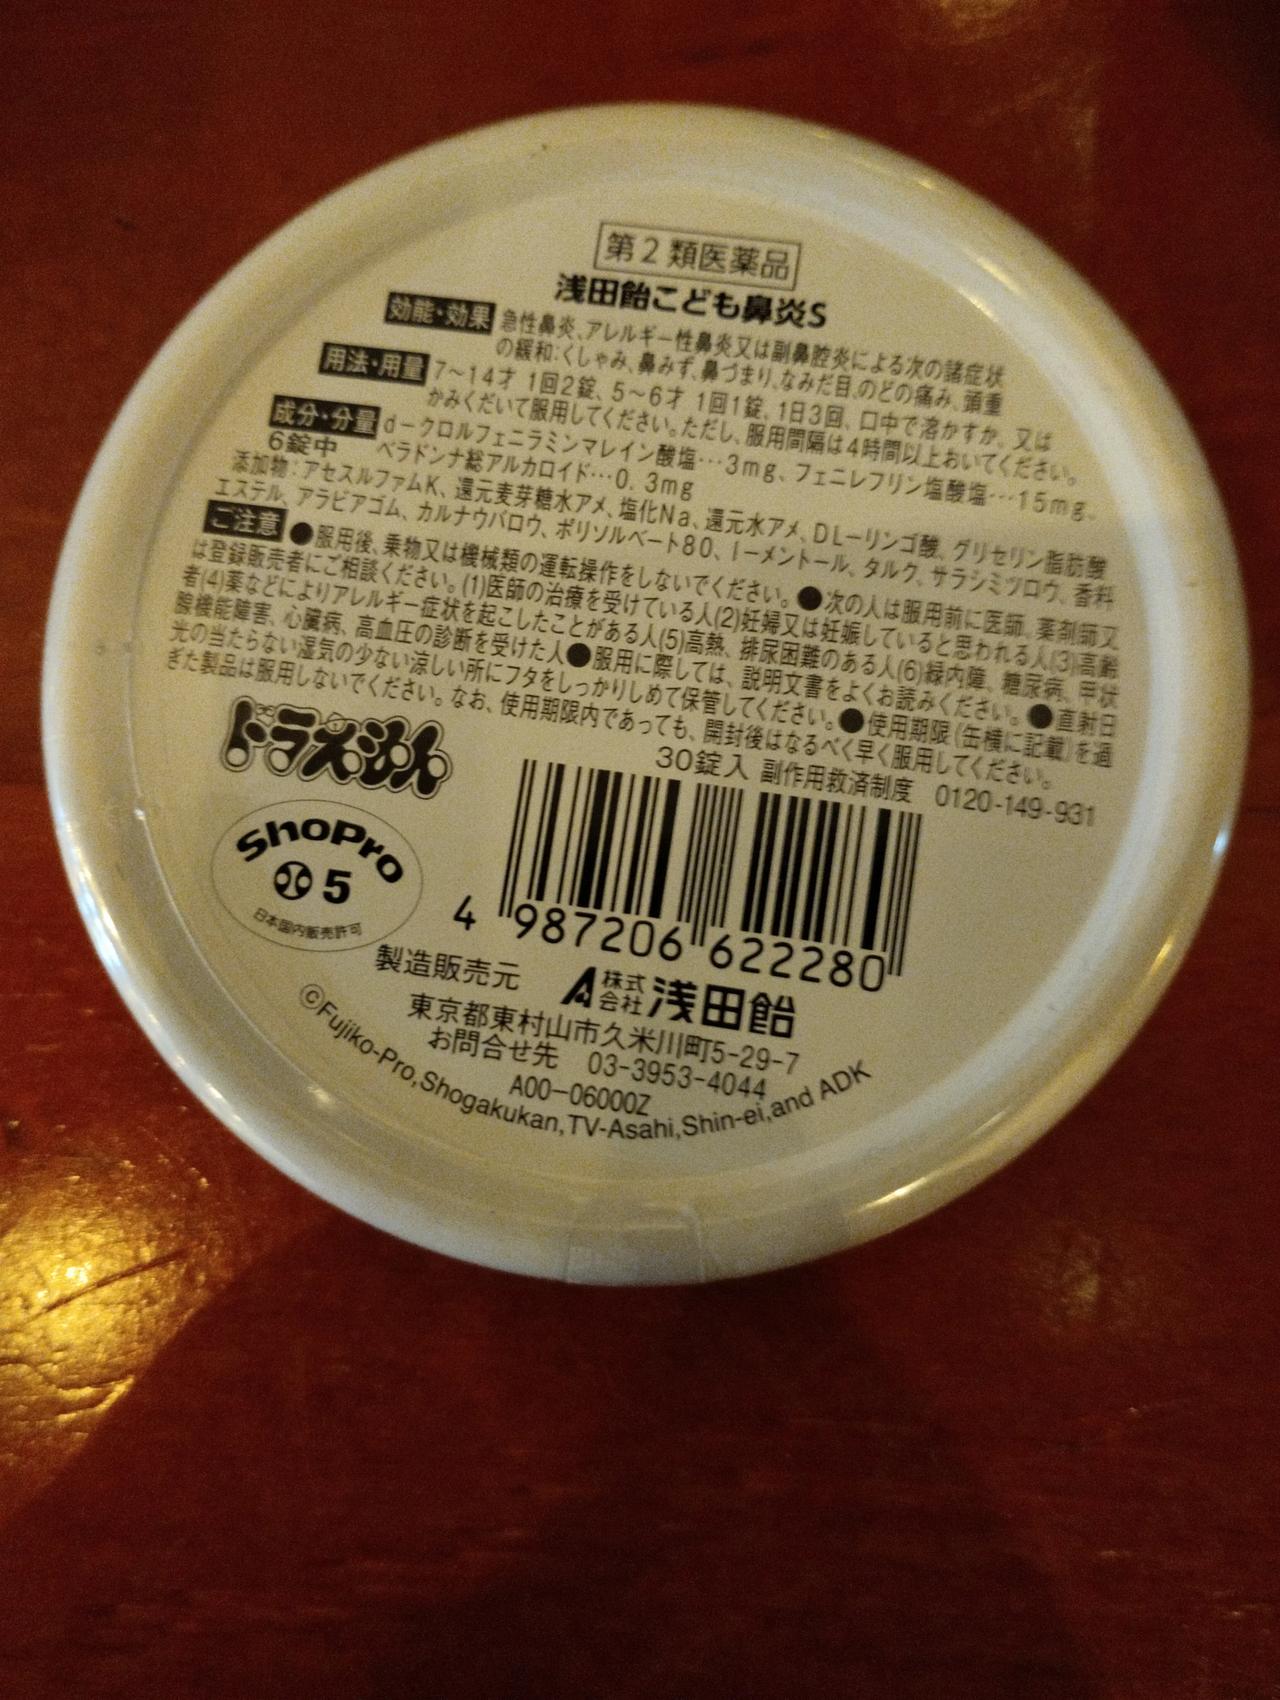 第2類医薬品
浅田飴こども鼻炎S
効能・効果 急性鼻炎、アレルギー性鼻炎又は副鼻腔炎による次の諸症状
の緩和:くしゃみ、鼻みず、鼻づまり、なみだ目、のどの痛み、頭重
用法・用量 7〜14才 1回2錠、5〜6才 1回1錠、1日3回、口中で溶かすか、又は
かみくだいて服用してください。ただし、服用間隔は4時間以上おいてください。
成分・分量 d−クロルフェニラミンマレイン酸塩…3mg、フェニレフリン塩酸塩…15mg、
6錠中 ベラドンナ総アルカロイド…0.3mg
添加物:アセスルファムK、還元麦芽糖水アメ、塩化Na、還元水アメ、DL−リンゴ酸、グリセリン脂肪酸
エステル、アラビアゴム、カルナウバロウ、ポリソルベート80、l−メントール、タルク、サラシミツロウ、香料
ご注意 ●服用後、乗物又は機械類の運転操作をしないでください。●次の人は服用前に医師、薬剤師又
は登録販売者にご相談ください。(1)医師の治療を受けている人(2)妊婦又は妊娠していると思われる人(3)高齢
者(4)薬などによりアレルギー症状を起こしたことがある人(5)高熱、排尿困難のある人(6)緑内障、糖尿病、甲状
腺機能障害、心臓病、高血圧の診断を受けた人●服用に際しては、説明文書をよくお読みください。●直射日
光の当たらない湿気の少ない涼しい所にフタをしっかりしめて保管してください。●使用期限(缶横に記載)を過
ぎた製品は服用しないでください。なお、使用期限内であっても、開封後はなるべく早く服用してください。
30錠入 副作用救済制度 0120-149-931
ドラえもん
ShoPro
5
日本国内販売許可
4 987206 622280
製造販売元 株式会社 浅田飴
東京都東村山市久米川町5-29-7
お問合せ先 03-3953-4044
A00−06000Z
©Fujiko-Pro,Shogakukan,TV-Asahi,Shin-ei,and ADK